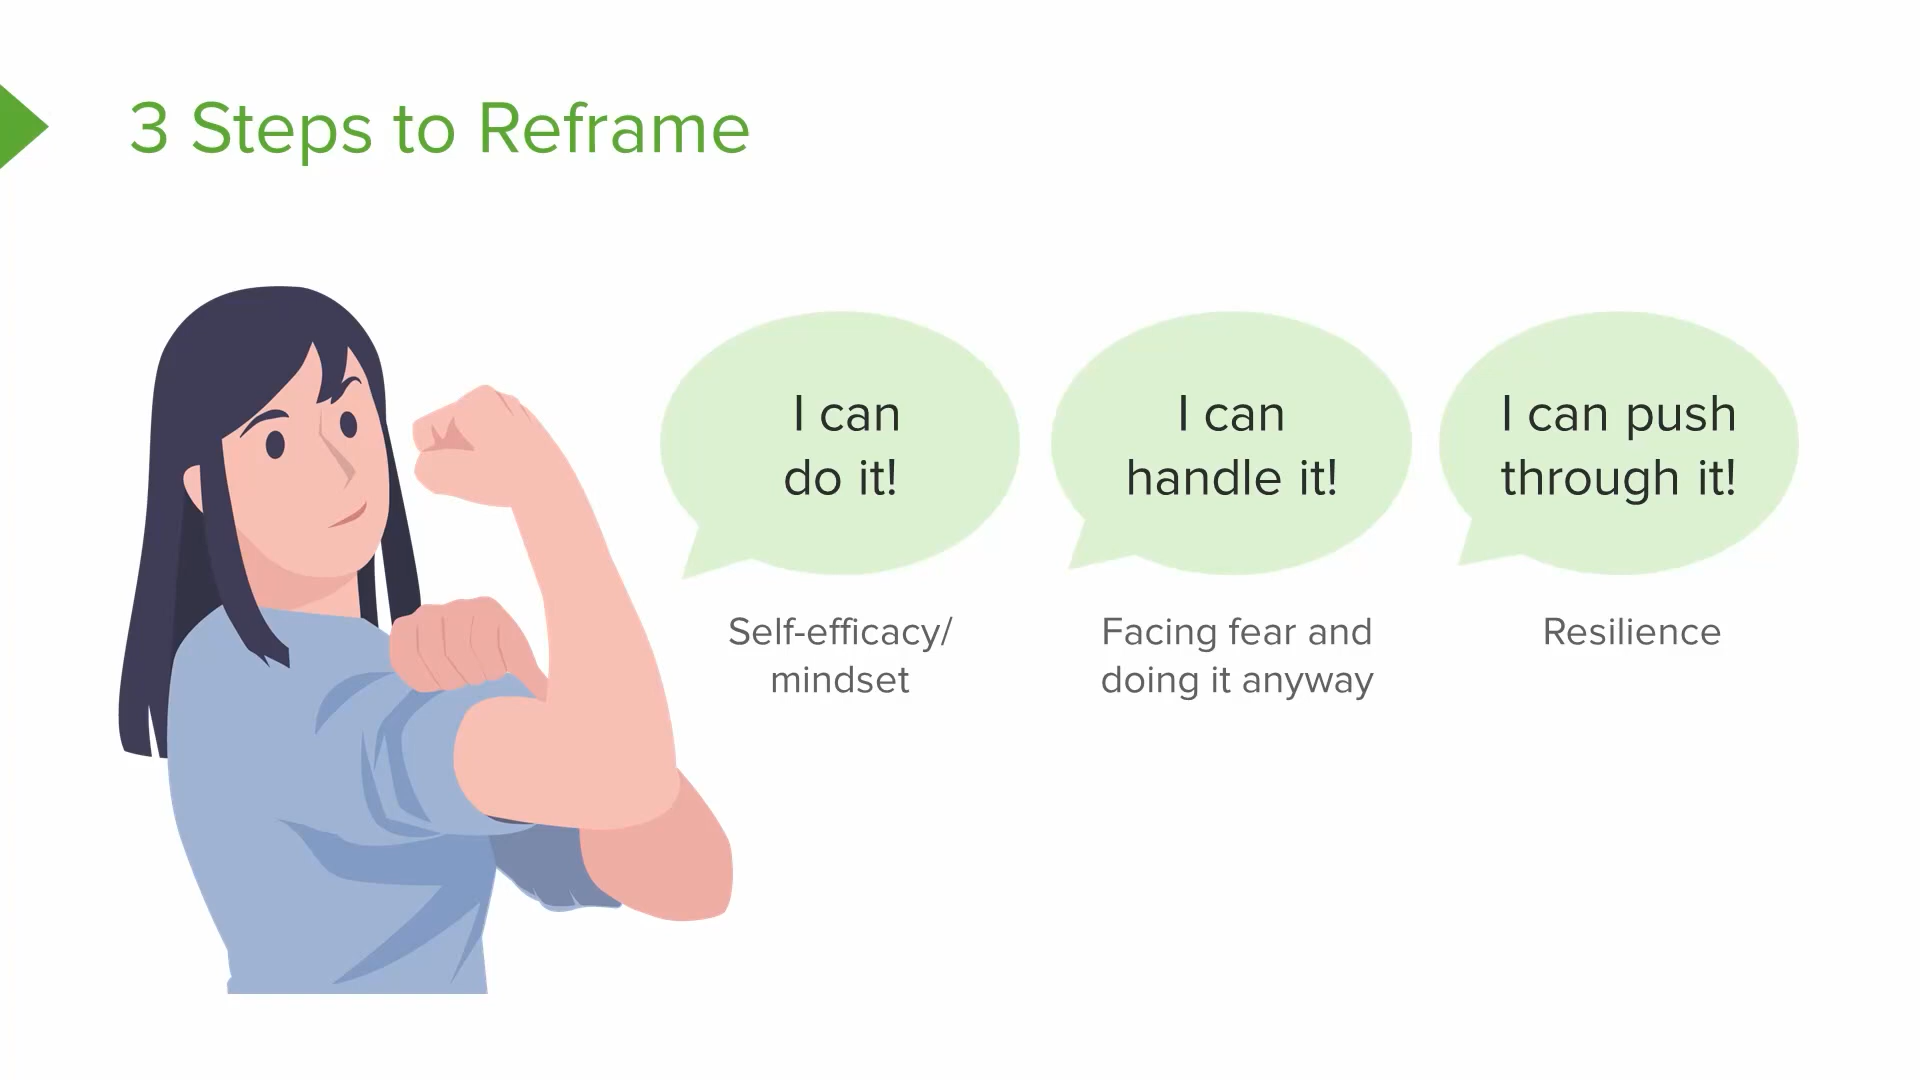 3 Steps to Reframe
I can
do it!
I can
handle it!
I can push
through it!
Self-efficacy/
mindset
Facing fear and
doing it anyway
Resilience